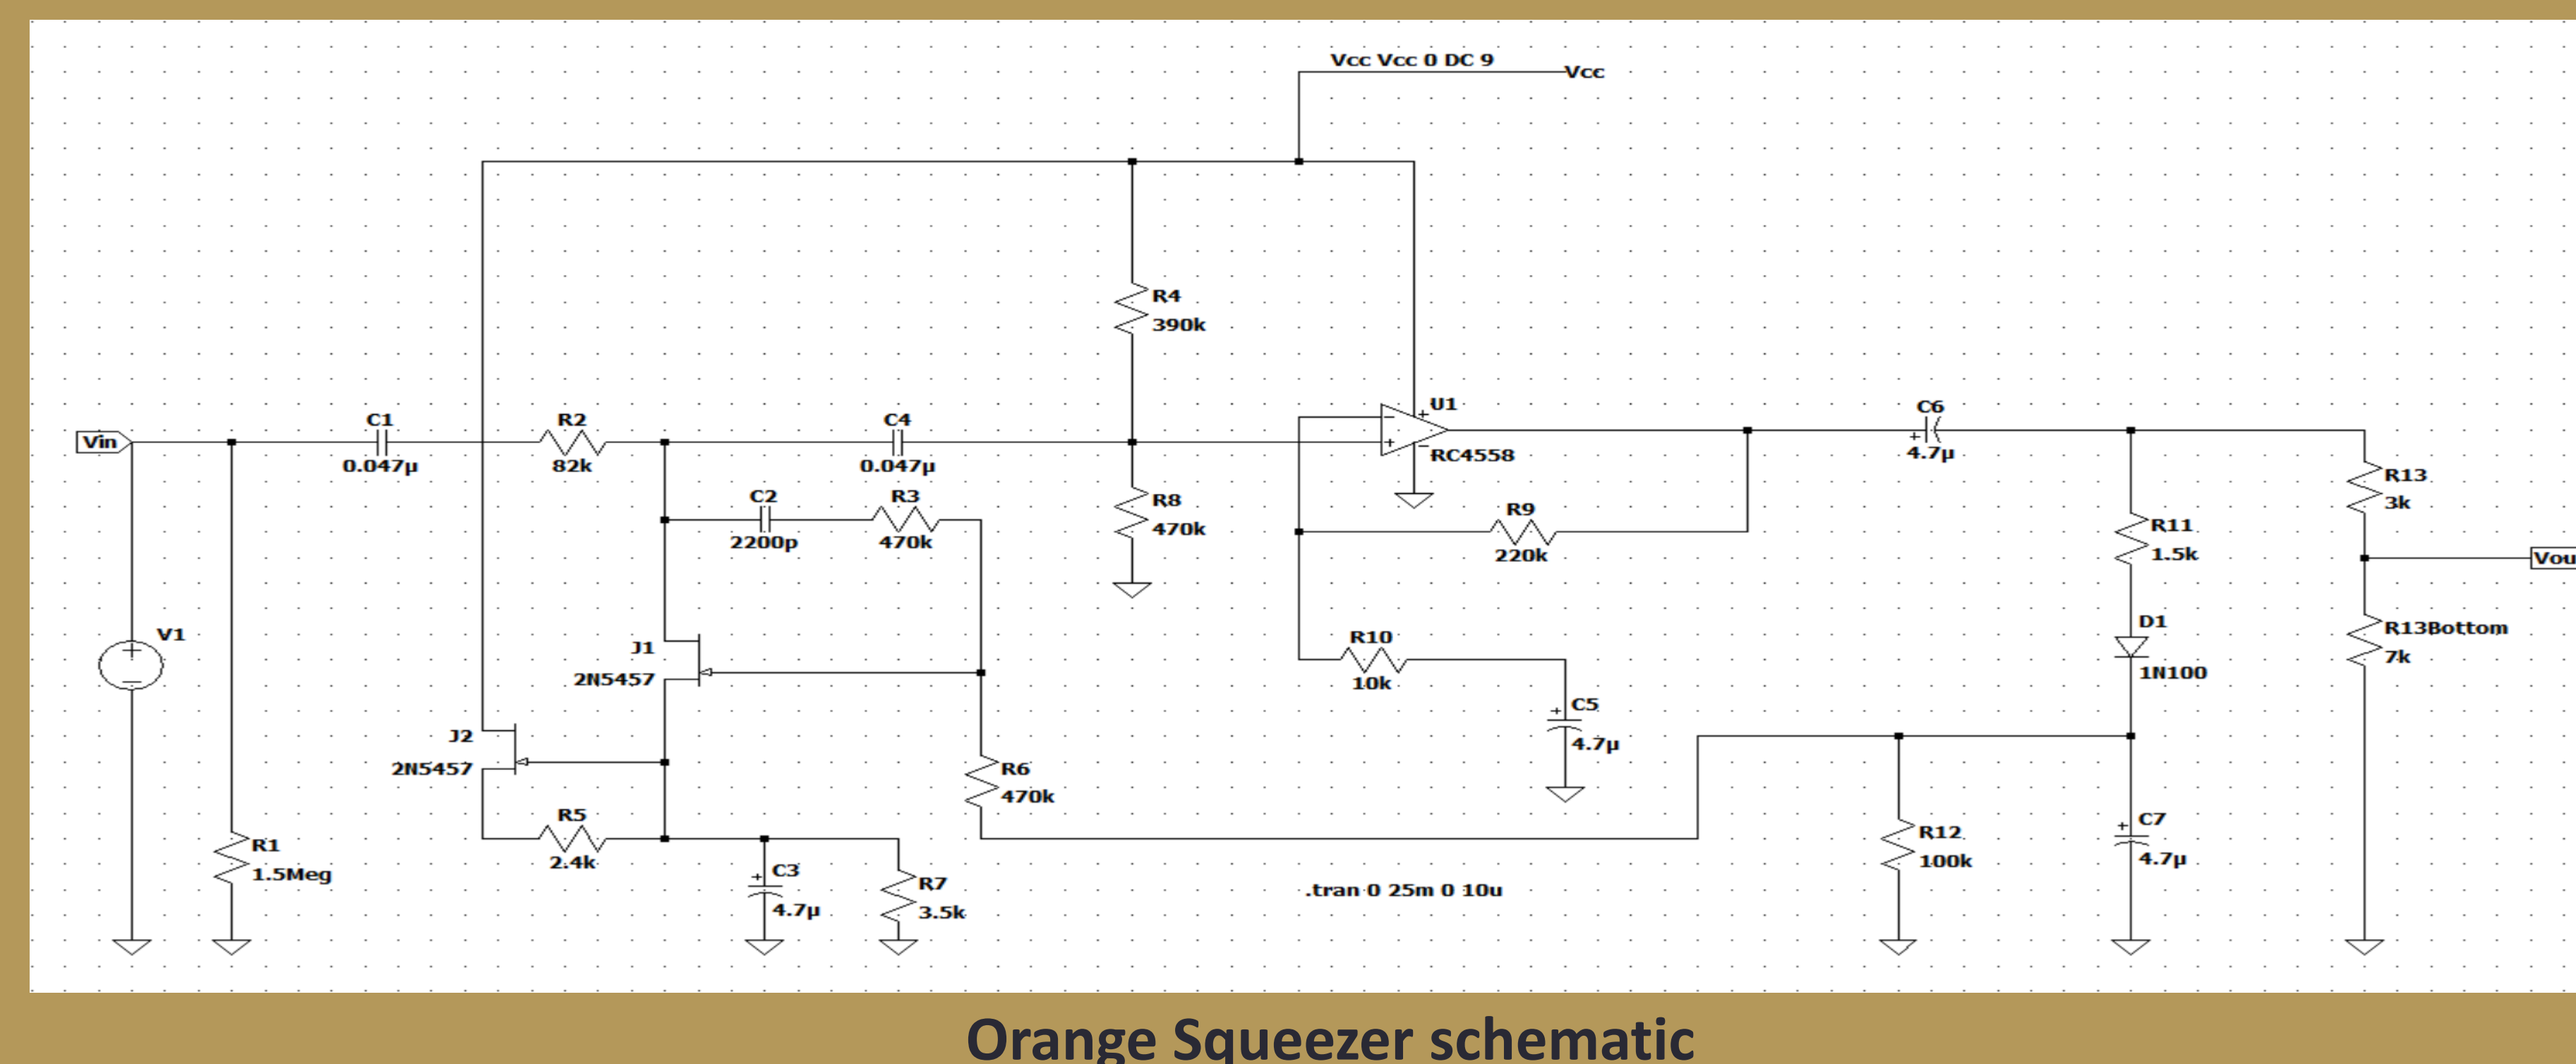 Vcc Vcc 0 DC 9
Vcc
R4
390k
Vin
C1
0.047µ
R2
82k
C4
0.047µ
U1
+
−
+
−
RC4558
C6
+
4.7µ
C2
2200p
R3
470k
R8
470k
R9
220k
R13
3k
R11
1.5k
Vou
V1
+
−
J1
2N5457
R10
10k
D1
1N100
R13Bottom
7k
C5
+
4.7µ
J2
2N5457
R6
470k
R5
2.4k
R1
1.5Meg
C3
+
4.7µ
R7
3.5k
.tran 0 25m 0 10u
R12
100k
C7
+
4.7µ
Orange Squeezer schematic